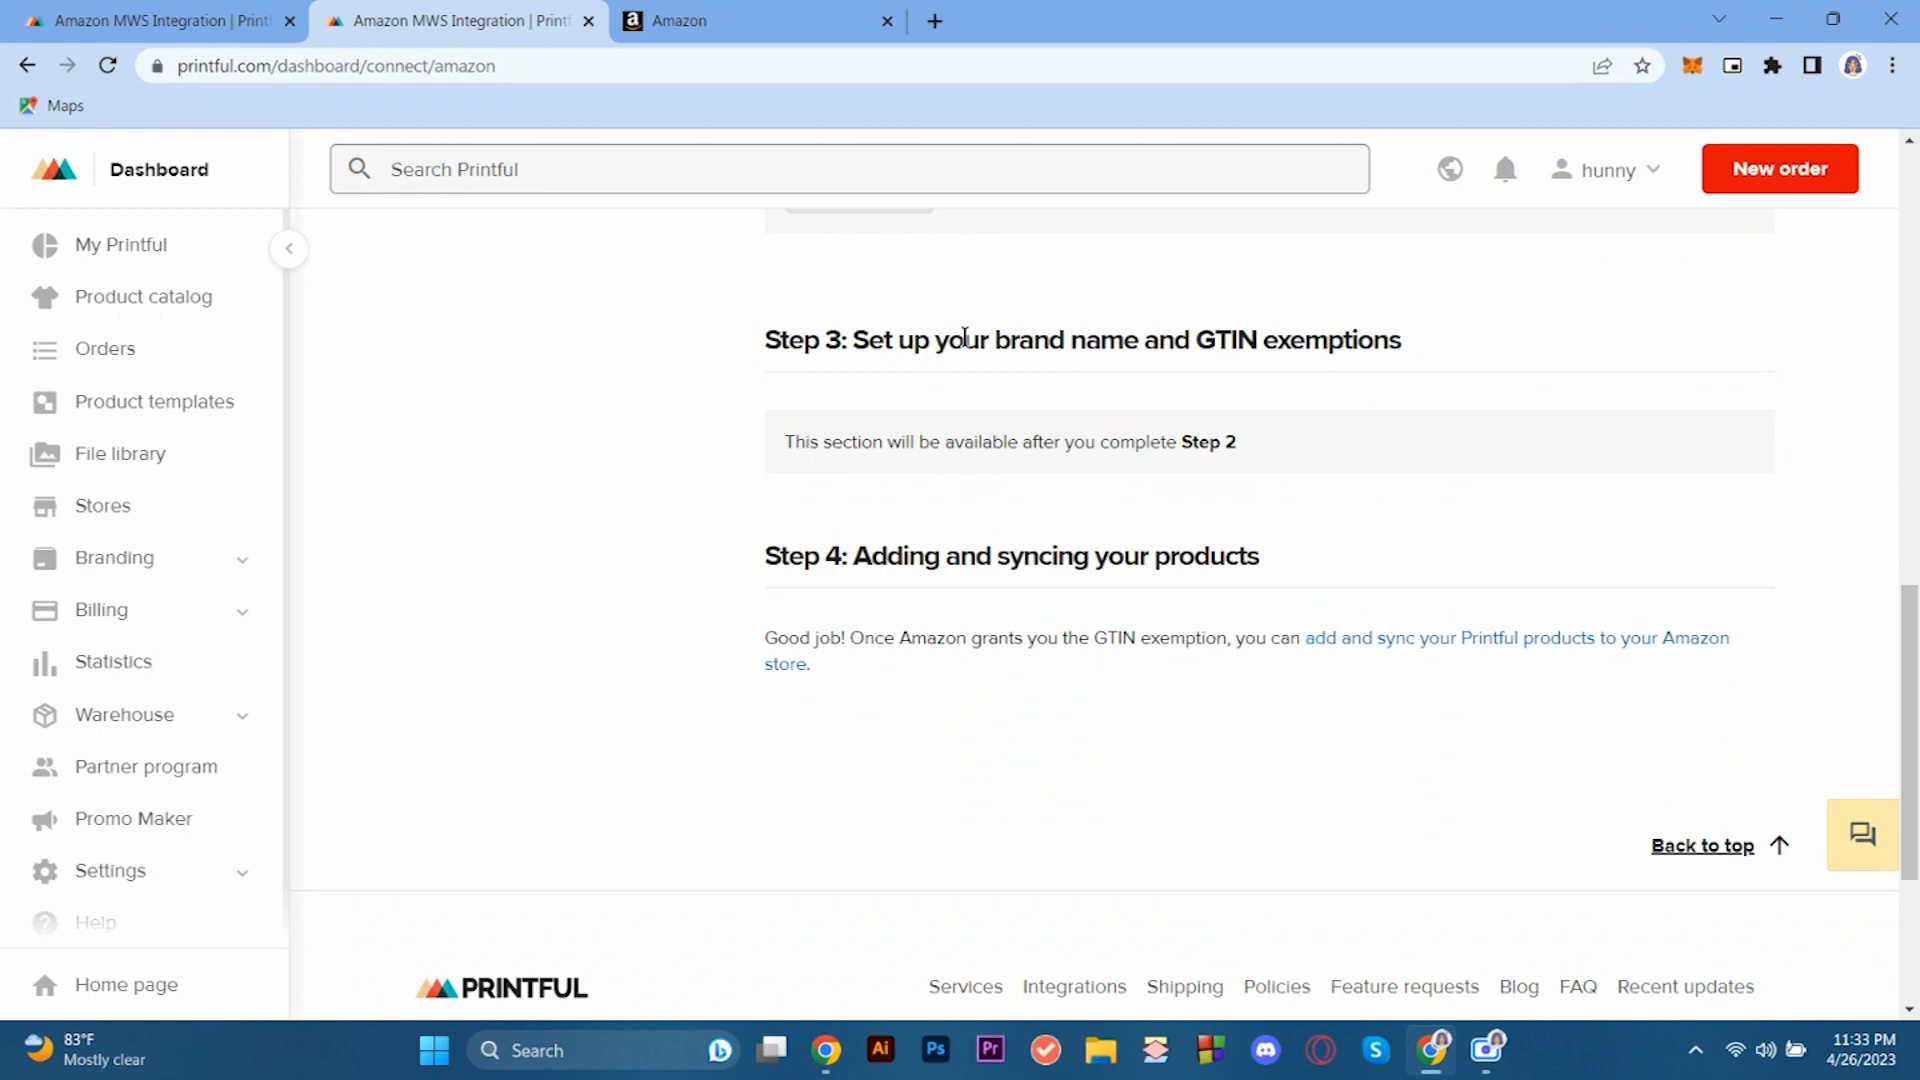 Amazon MWS Integration | Printf
Amazon MWS Integration | Printf
Amazon
printful.com/dashboard/connect/amazon
Maps
Dashboard
Search Printful
hunny
New order
My Printful
Product catalog
Orders
Product templates
File library
Stores
Branding
Billing
Statistics
Warehouse
Partner program
Promo Maker
Settings
Help
Home page
Step 3: Set up your brand name and GTIN exemptions
This section will be available after you complete Step 2
Step 4: Adding and syncing your products
Good job! Once Amazon grants you the GTIN exemption, you can add and sync your Printful products to your Amazon
store.
Back to top
PRINTFUL
Services Integrations Shipping Policies Feature requests Blog FAQ Recent updates
83°F
Mostly clear
Search
Ai
Ps
Pr
11:33 PM
4/26/2023